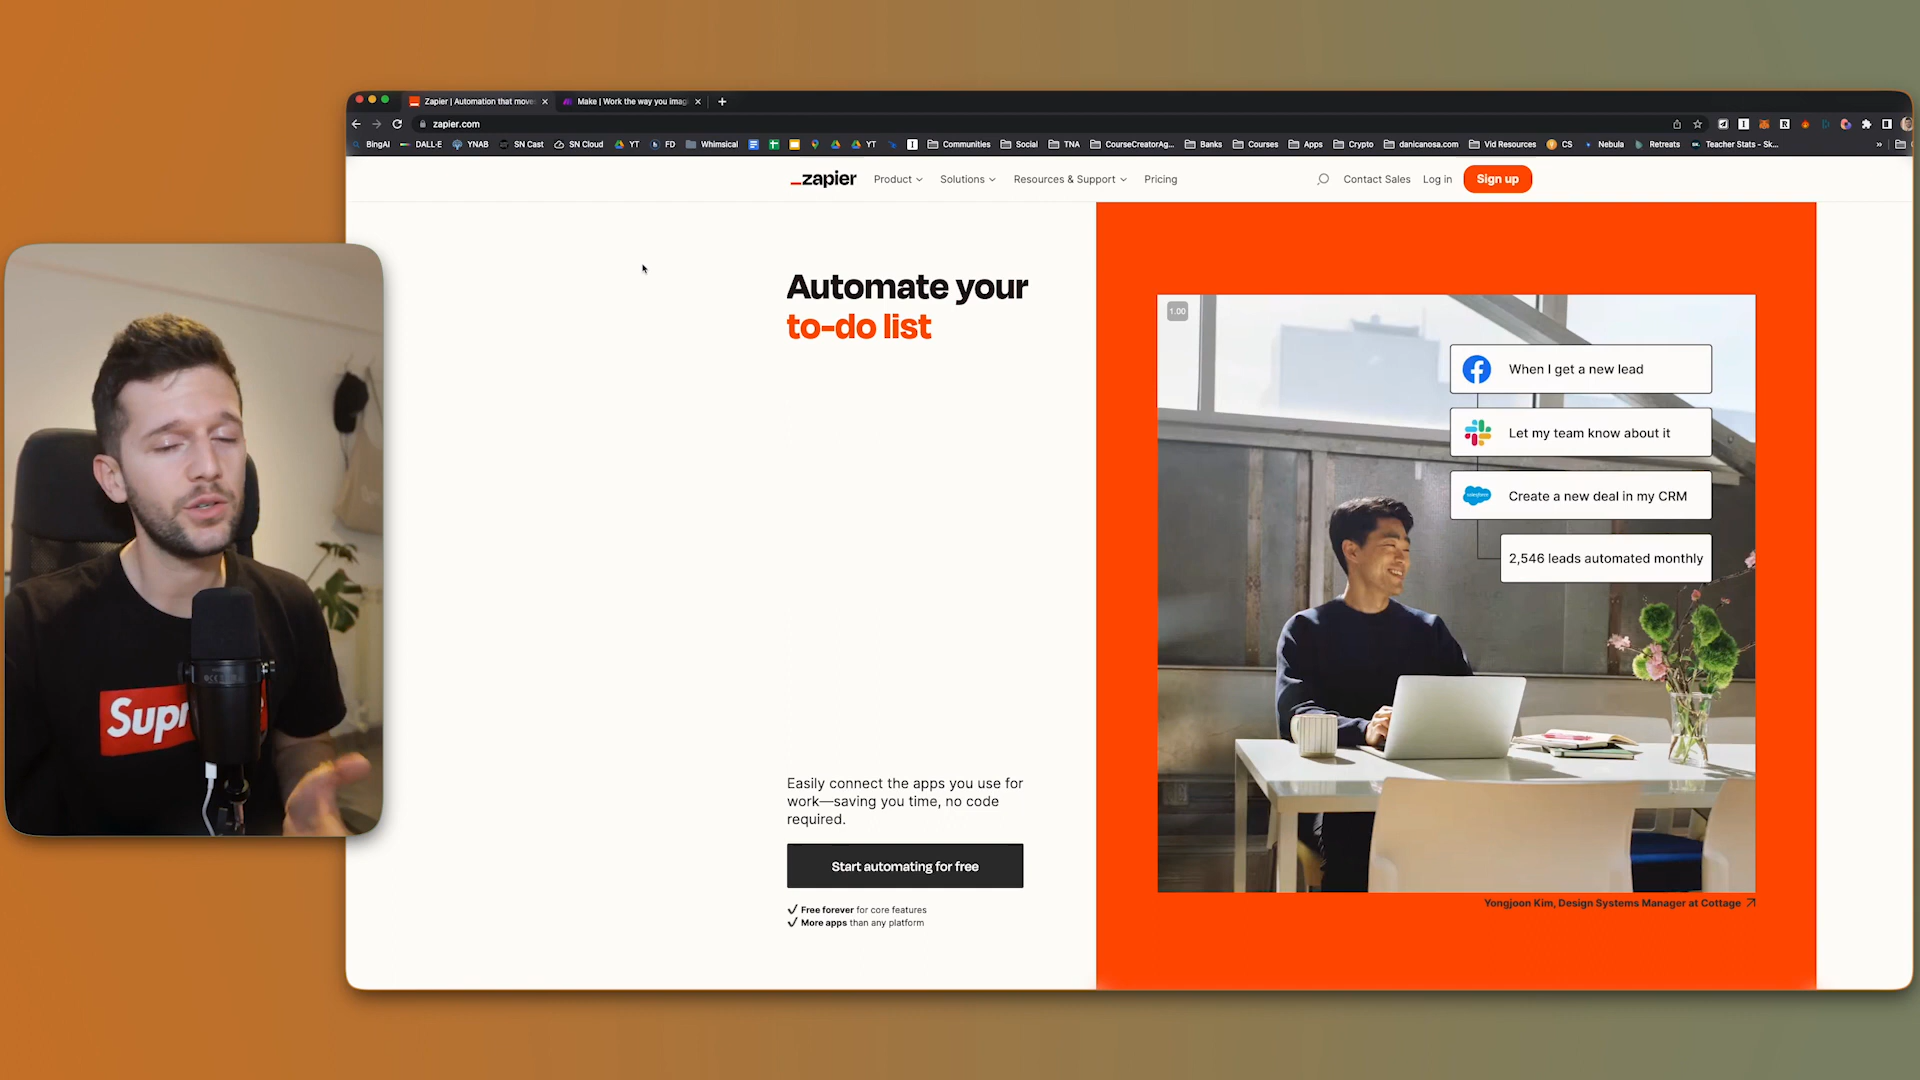 Zapier | Automation that move
Make | Work the way you imag
zapier.com
BingAI
DALL-E
YNAB
SN Cast
SN Cloud
YT
FD
Whimsical
YT
Communities
Social
TNA
CourseCreatorAg...
Banks
Courses
Apps
Crypto
danicanosa.com
Vid Resources
CS
Nebula
Retreats
Teacher Stats - Sk...
zapier
Product
Solutions
Resources & Support
Pricing
Contact Sales
Log in
Sign up
Automate your
to-do list
1.00
When I get a new lead
Let my team know about it
Create a new deal in my CRM
2,546 leads automated monthly
Easily connect the apps you use for
work—saving you time, no code
required.
Start automating for free
Free forever for core features
More apps than any platform
Yongjoon Kim, Design Systems Manager at Cottage
Supr